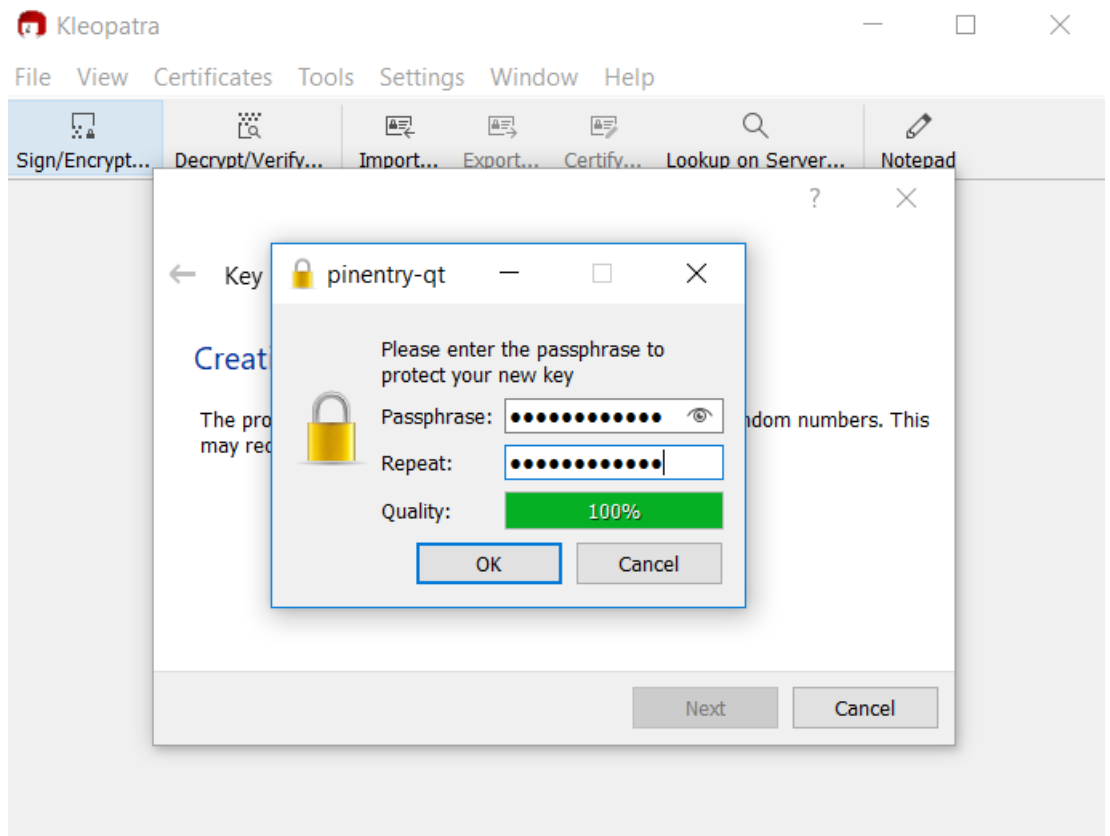 Kleopatra
File View Certificates Tools Settings Window Help
Sign/Encrypt... Decrypt/Verify... Import... Export... Certify... Lookup on Server... Notepad
?
Key
pinentry-qt
Please enter the passphrase to
protect your new key
Creati
The pro
ndom numbers. This
may req
Passphrase: ●●●●●●●●●●●●
Repeat: ●●●●●●●●●●●●
Quality: 100%
OK Cancel
Next Cancel